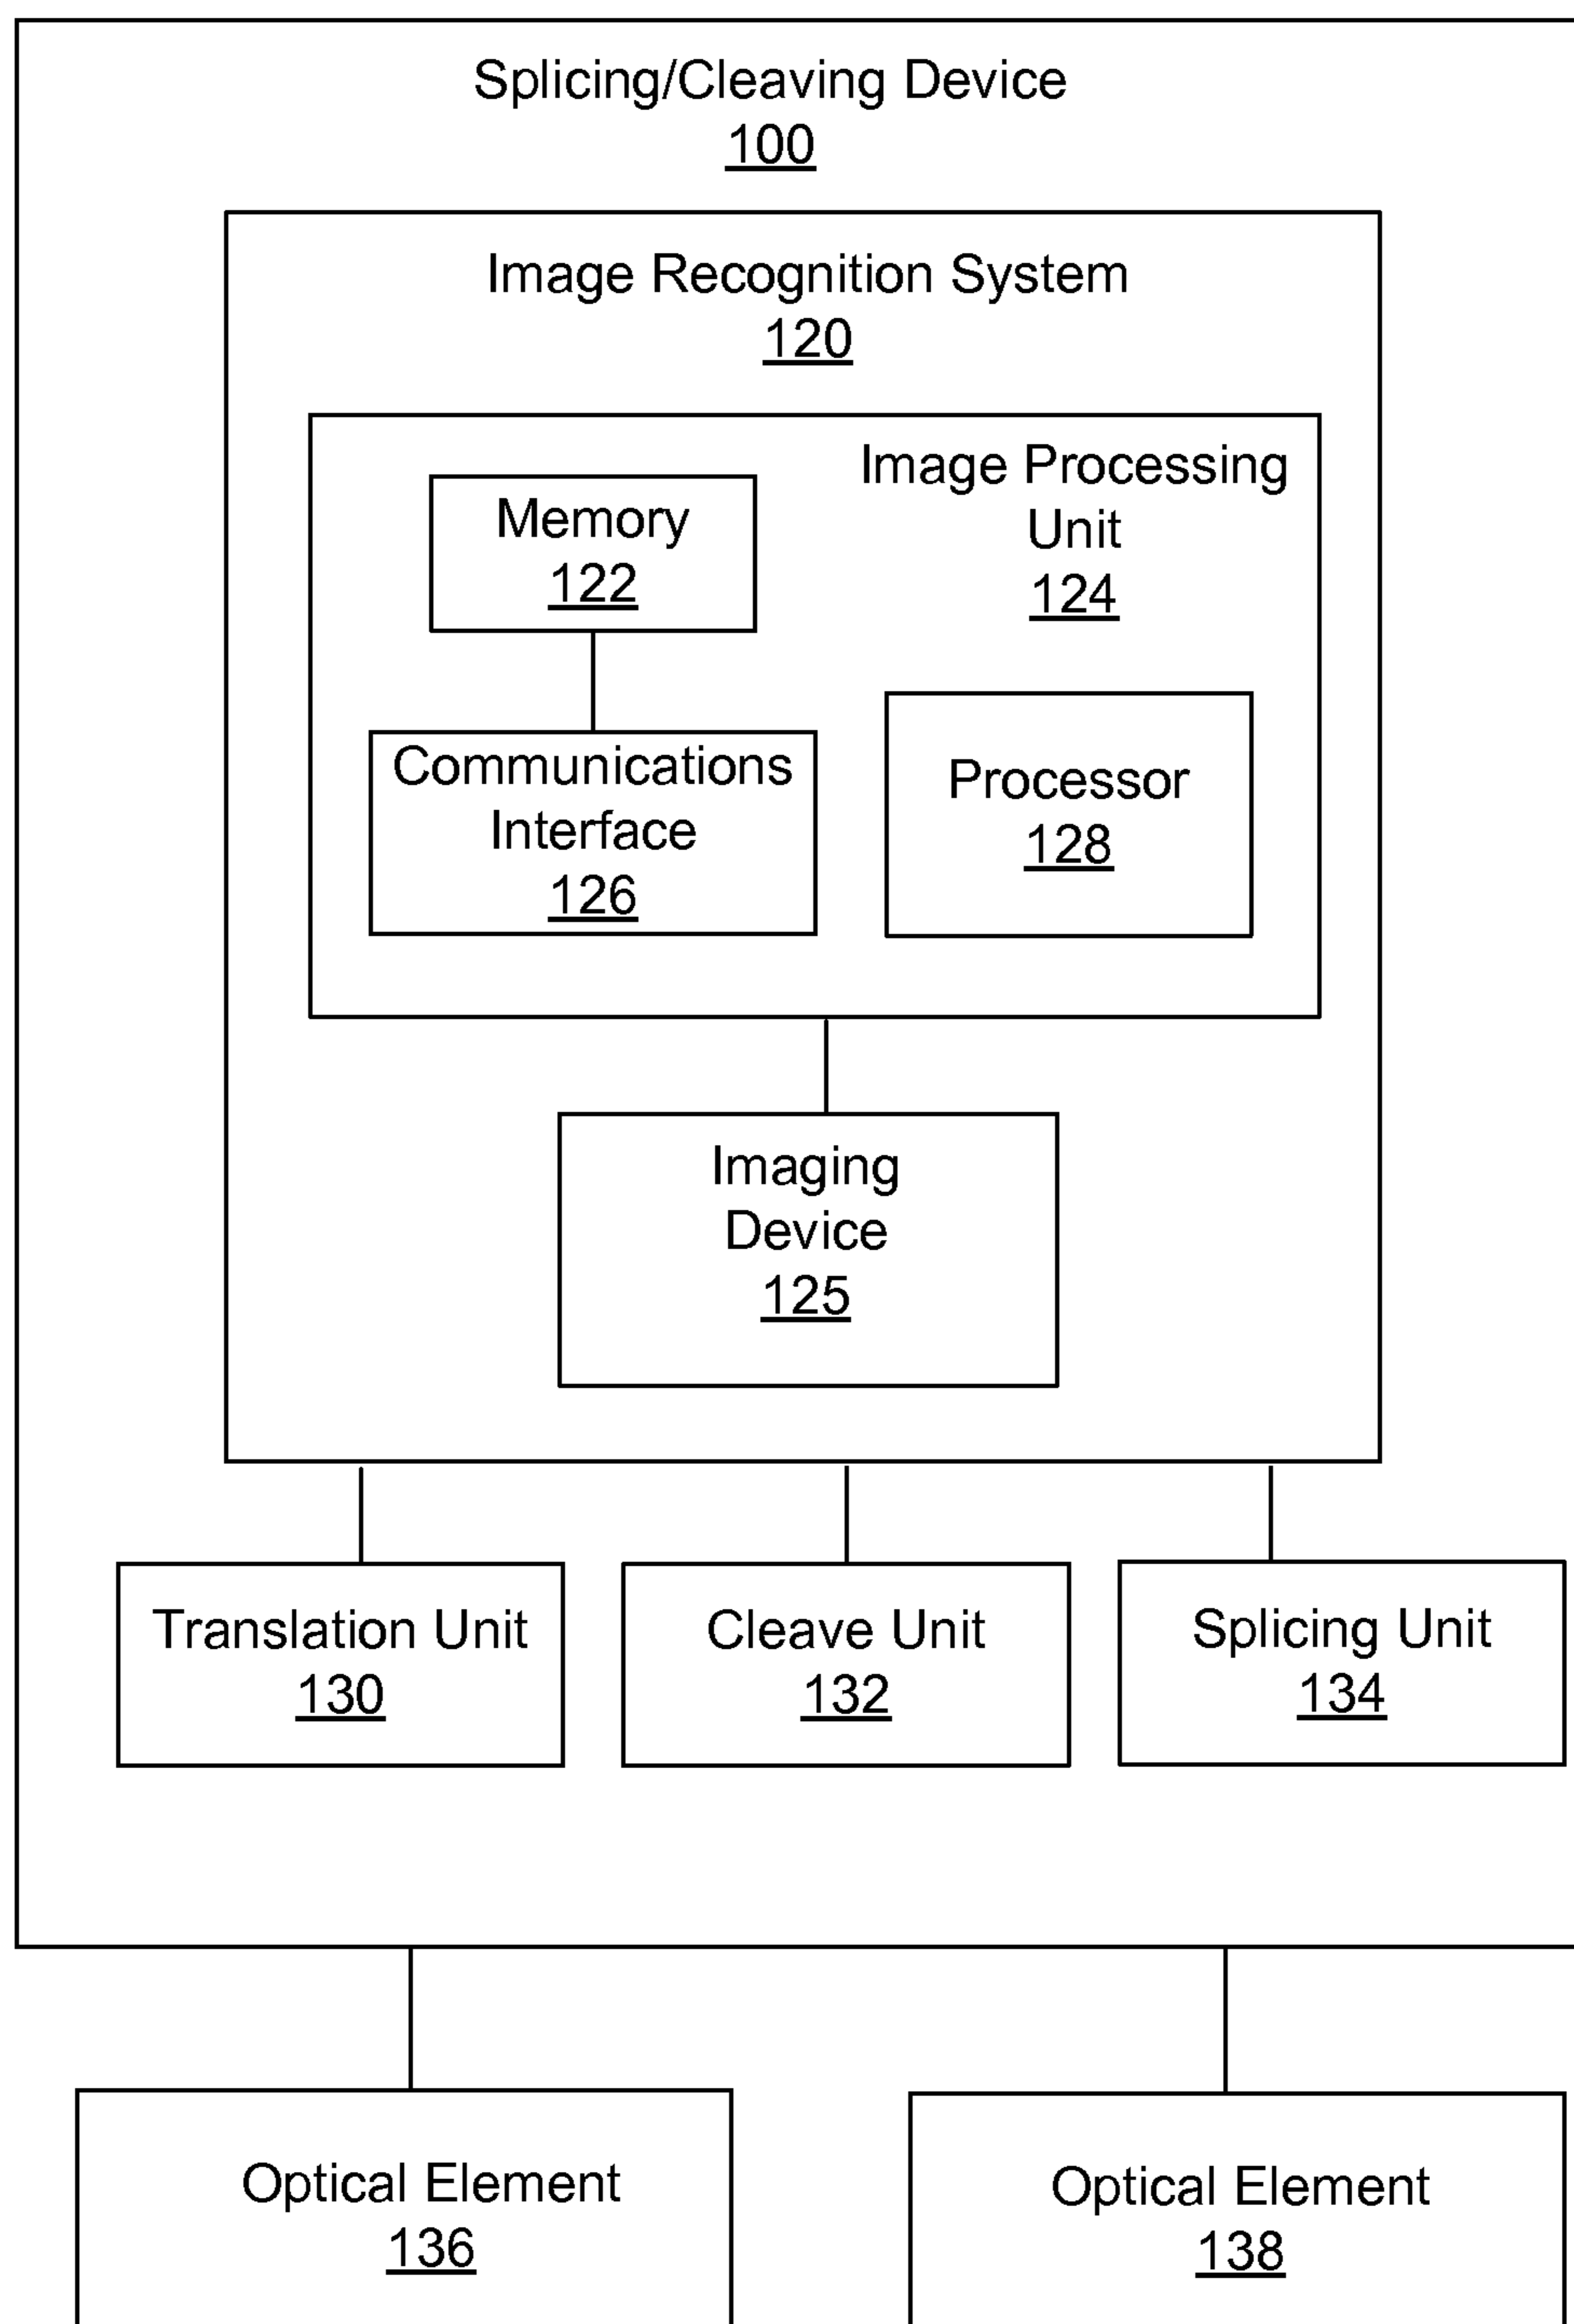 Splicing/Cleaving Device
100
Image Recognition System
120
Memory
122
Image Processing
Unit
124
Communications
Interface
126
Processor
128
Imaging
Device
125
Translation Unit
130
Cleave Unit
132
Splicing Unit
134
Optical Element
136
Optical Element
138